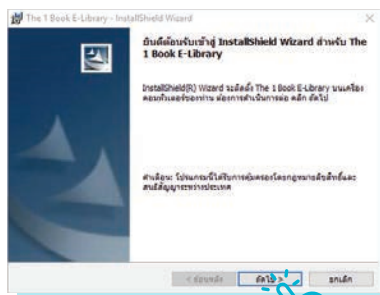 The 1 Book E-Library - InstallShield Wizard
ยินดีต้อนรับเข้าสู่ InstallShield Wizard สำหรับ The
1 Book E-Library
InstallShield(R) Wizard จะติดตั้ง The 1 Book E-Library บนเครื่อง
คอมพิวเตอร์ของท่าน ต้องการดำเนินการต่อ คลิก ถัดไป
คำเตือน: โปรแกรมนี้ได้รับการคุ้มครองโดยกฎหมายลิขสิทธิ์และ
สนธิสัญญาระหว่างประเทศ
< ย้อนหลัง ถัดไป > ยกเลิก